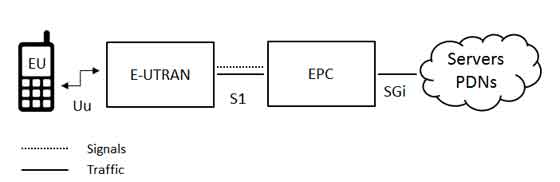 EU
Uu
E-UTRAN
S1
EPC
SGi
Servers
PDNs
Signals
Traffic